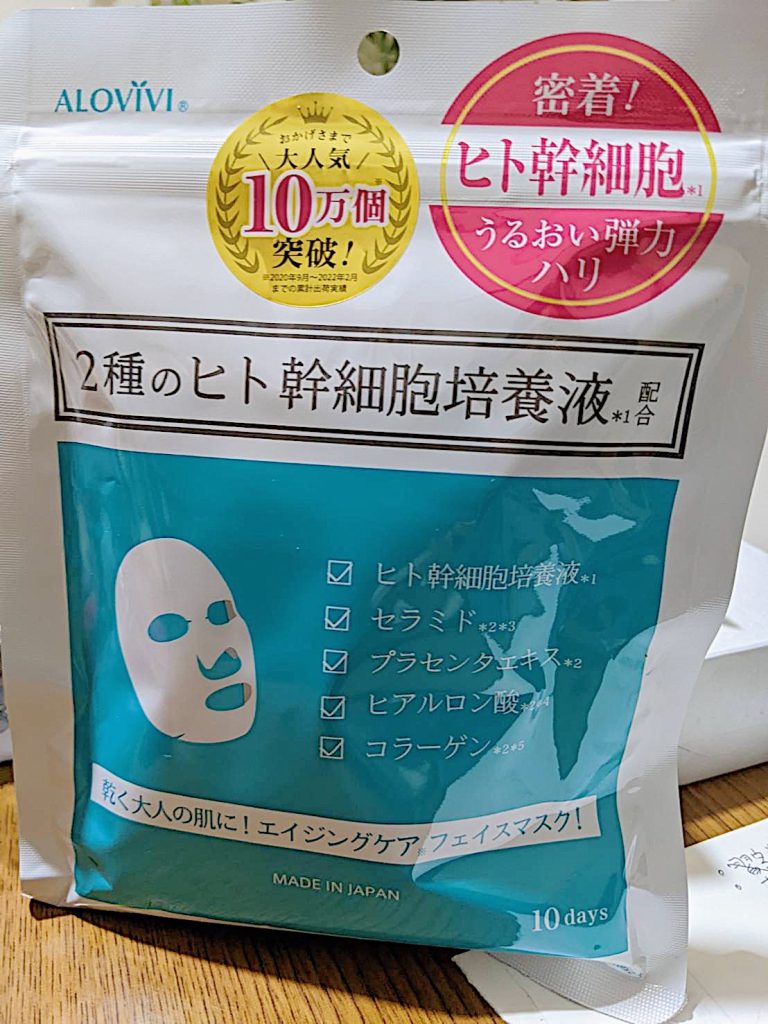 ALOVIVI®
おかげさまで
大人気
10万個※
突破!
※2020年9月〜2022年2月
までの累計出荷実績
密着!
ヒト幹細胞*1
うるおい弾力
ハリ
2種のヒト幹細胞培養液*1配合
ヒト幹細胞培養液*1
セラミド*2*3
プラセンタエキス*2
ヒアルロン酸*2*4
コラーゲン*2*5
乾く大人の肌に!エイジングケア※フェイスマスク!
MADE IN JAPAN
10 days